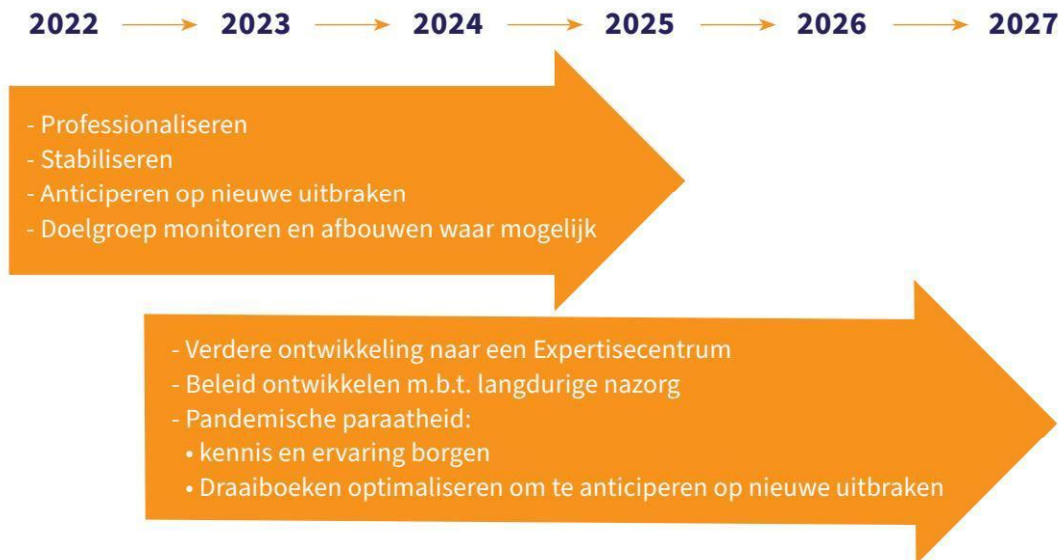 2022 2023 2024 2025 2026 2027
- Professionaliseren
- Stabiliseren
- Anticiperen op nieuwe uitbraken
- Doelgroep monitoren en afbouwen waar mogelijk
- Verdere ontwikkeling naar een Expertisecentrum
- Beleid ontwikkelen m.b.t. langdurige nazorg
- Pandemische paraatheid:
• kennis en ervaring borgen
• Draaiboeken optimaliseren om te anticiperen op nieuwe uitbraken